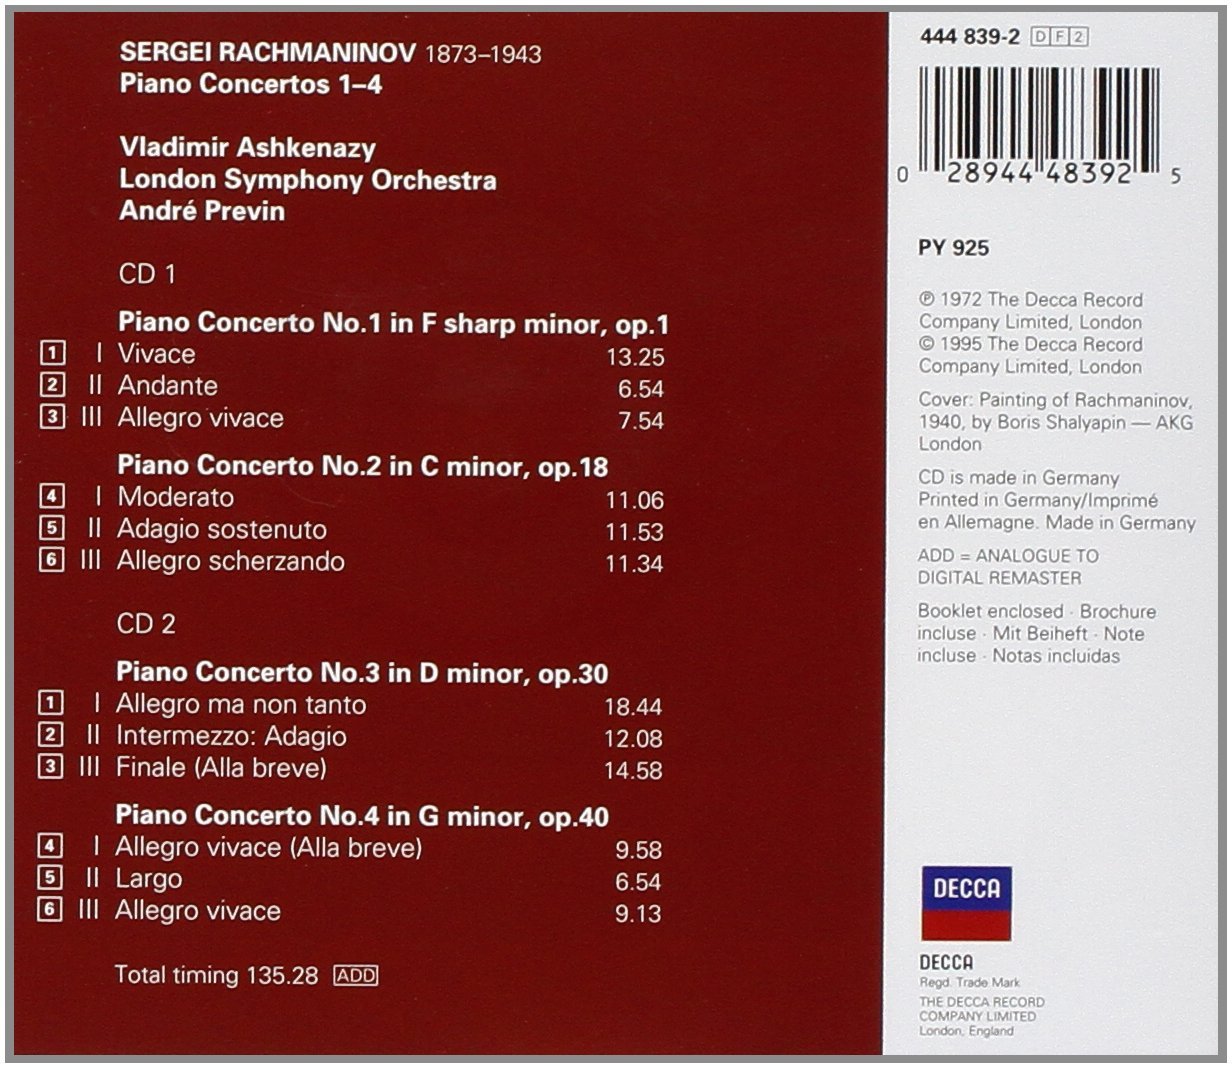 SERGEI RACHMANINOV 1873–1943
Piano Concertos 1–4
Vladimir Ashkenazy
London Symphony Orchestra
André Previn
CD 1
Piano Concerto No.1 in F sharp minor, op.1
1 I Vivace 13.25
2 II Andante 6.54
3 III Allegro vivace 7.54
Piano Concerto No.2 in C minor, op.18
4 I Moderato 11.06
5 II Adagio sostenuto 11.53
6 III Allegro scherzando 11.34
CD 2
Piano Concerto No.3 in D minor, op.30
1 I Allegro ma non tanto 18.44
2 II Intermezzo: Adagio 12.08
3 III Finale (Alla breve) 14.58
Piano Concerto No.4 in G minor, op.40
4 I Allegro vivace (Alla breve) 9.58
5 II Largo 6.54
6 III Allegro vivace 9.13
Total timing 135.28 ADD
444 839-2 D F 2
0 28944 48392 5
PY 925
℗ 1972 The Decca Record
Company Limited, London
© 1995 The Decca Record
Company Limited, London
Cover: Painting of Rachmaninov,
1940, by Boris Shalyapin — AKG
London
CD is made in Germany
Printed in Germany/Imprimé
en Allemagne. Made in Germany
ADD = ANALOGUE TO
DIGITAL REMASTER
Booklet enclosed · Brochure
incluse · Mit Beiheft · Note
incluse · Notas incluidas
DECCA
DECCA
Regd. Trade Mark
THE DECCA RECORD
COMPANY LIMITED
London, England